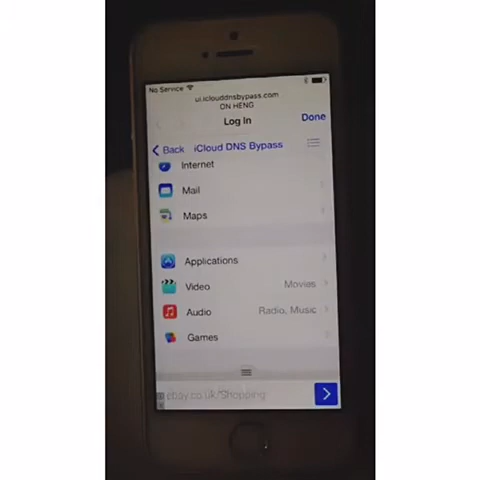 No Service
ui.iclouddnsbypass.com
ON HENG
Log In
Done
Back
iCloud DNS Bypass
Internet
Mail
Maps
Applications
Video
Movies
Audio
Radio, Music
Games
ebay.co.uk/Shopping